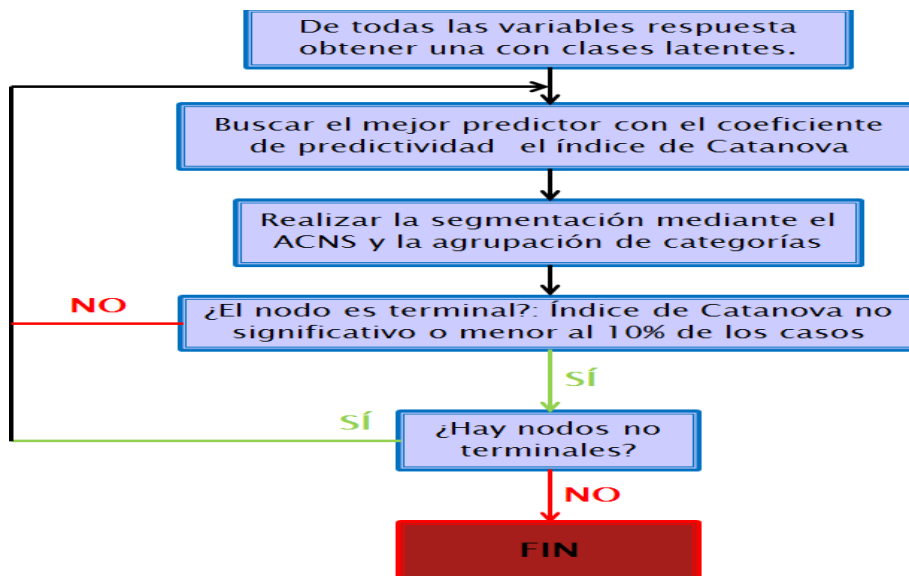 De todas las variables respuesta
obtener una con clases latentes.
Buscar el mejor predictor con el coeficiente
de predictividad el índice de Catanova
Realizar la segmentación mediante el
ACNS y la agrupación de categorías
NO
¿El nodo es terminal?: Índice de Catanova no
significativo o menor al 10% de los casos
SÍ
SÍ
¿Hay nodos no
terminales?
NO
FIN